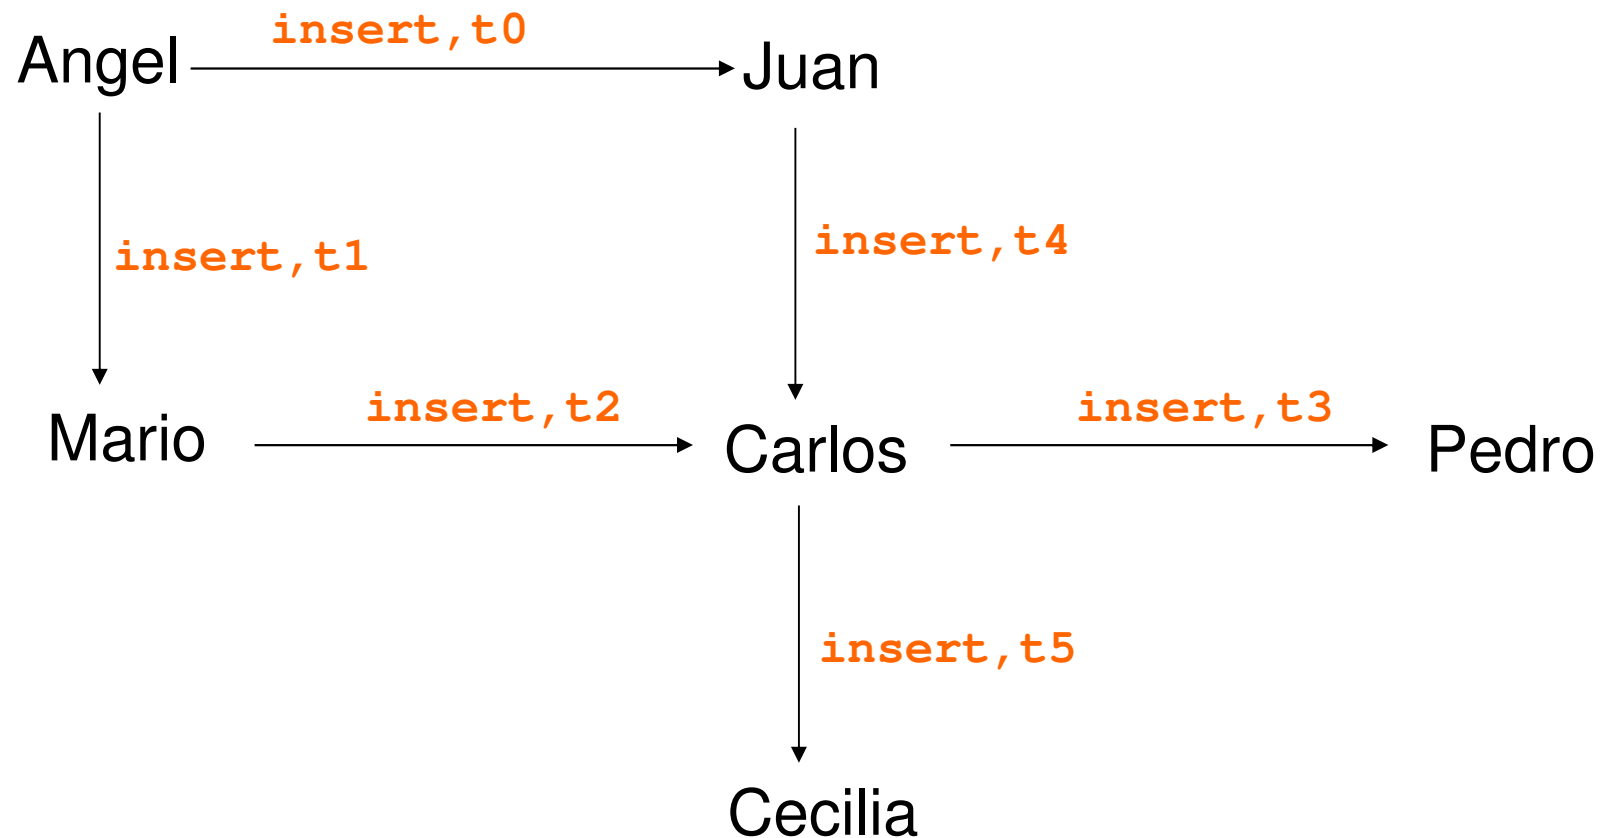 insert,t0
Angel
Juan
insert,t1
insert,t4
Mario
insert,t2
Carlos
insert,t3
Pedro
insert,t5
Cecilia